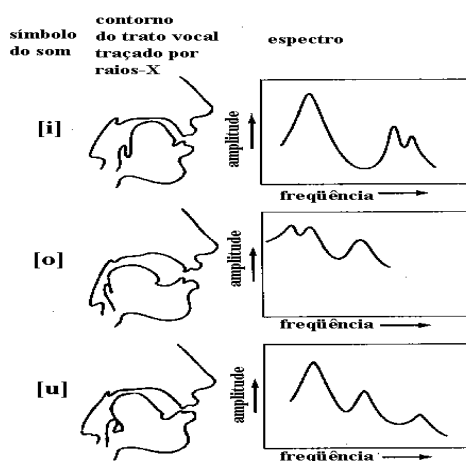 símbolo
do som
contorno
do trato vocal
traçado por
raios-X
espectro
[i]
amplitude
freqüência
[o]
amplitude
freqüência
[u]
amplitude
freqüência